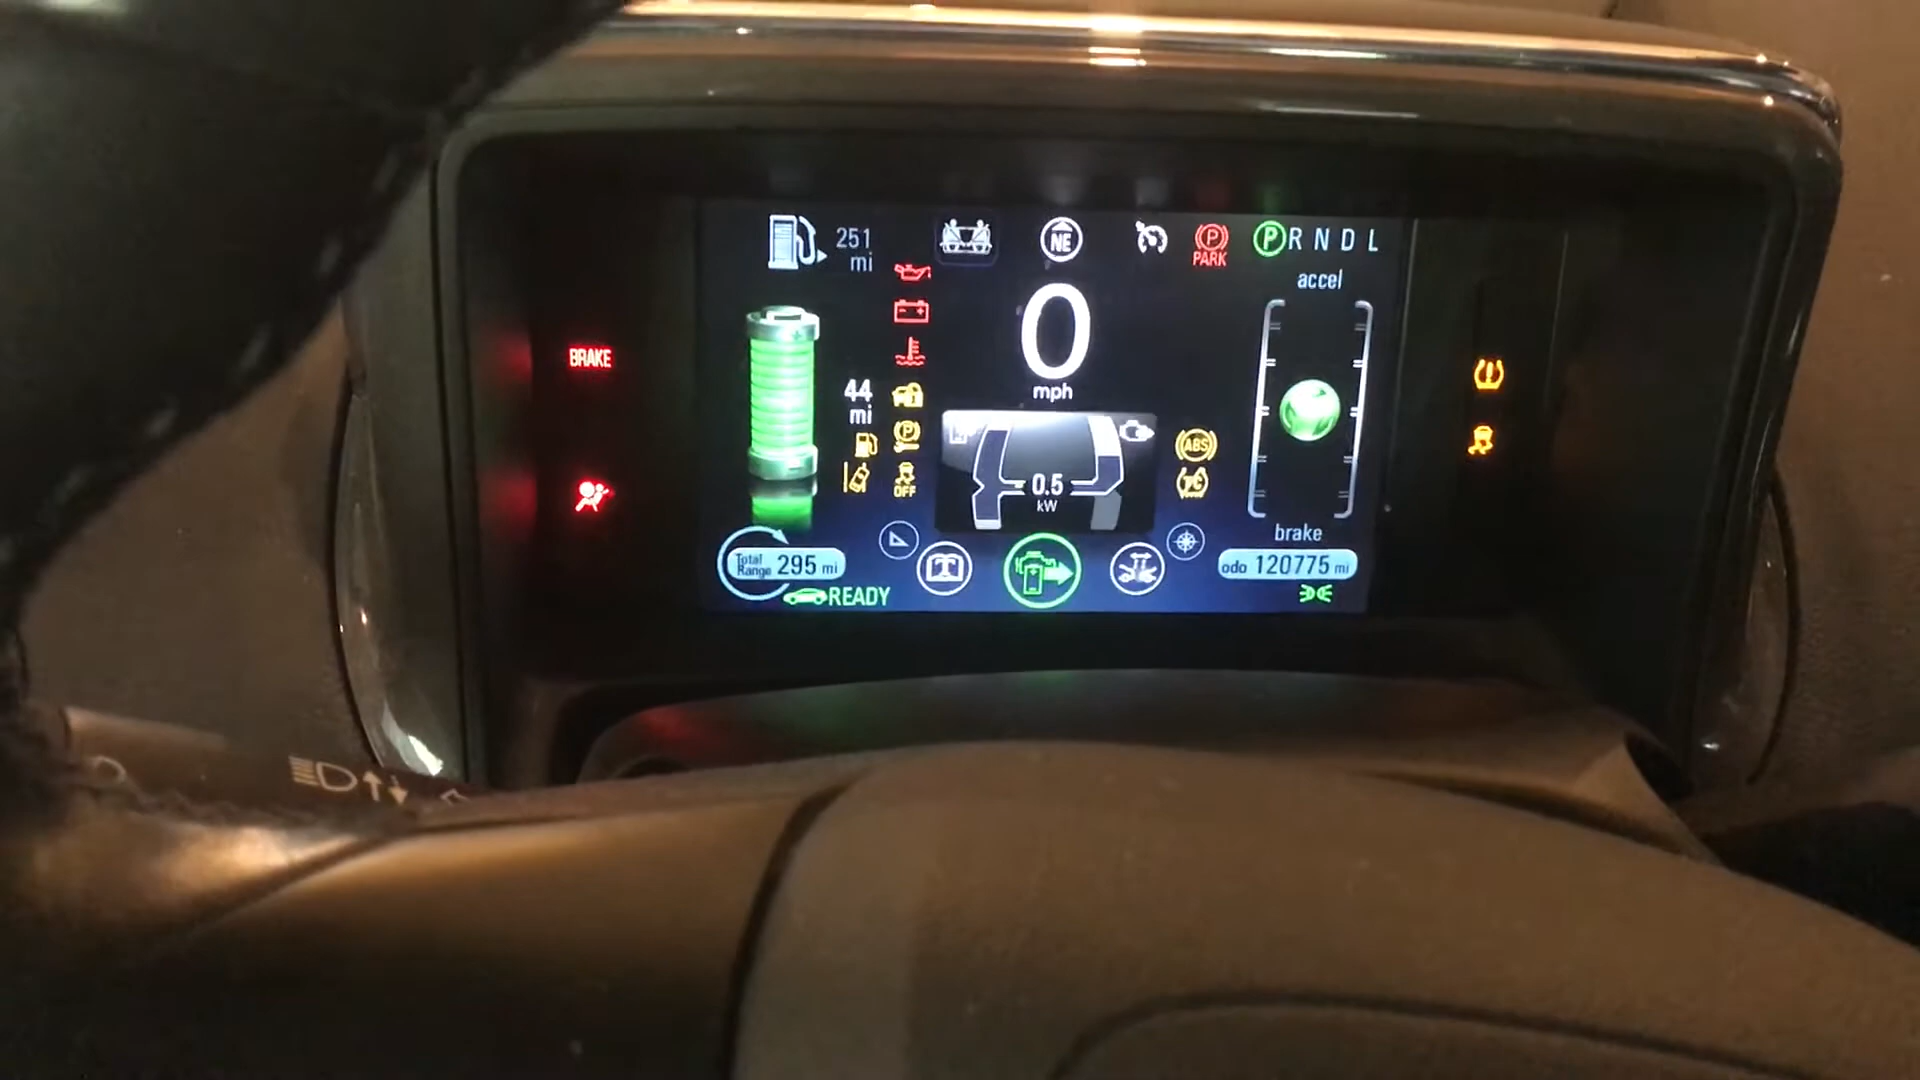 251
mi
NE
PARK
P R N D L
accel
BRAKE
0
mph
44
mi
OFF
ABS
0.5
kW
brake
Total
Range 295 mi
odo 120775 mi
READY